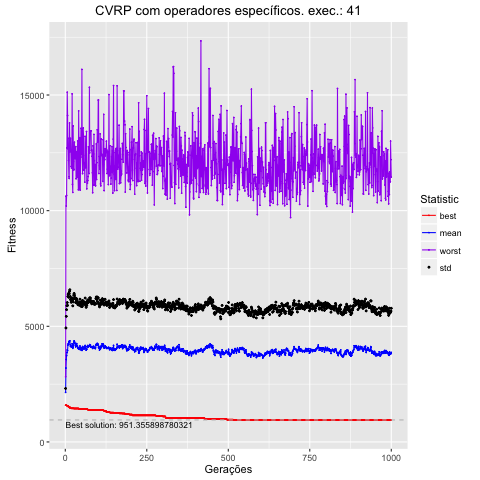 CVRP com operadores específicos. exec.: 41
15000
10000
5000
0
Fitness
Best solution: 951.355898780321
0
250
500
750
1000
Gerações
Statistic
best
mean
worst
std